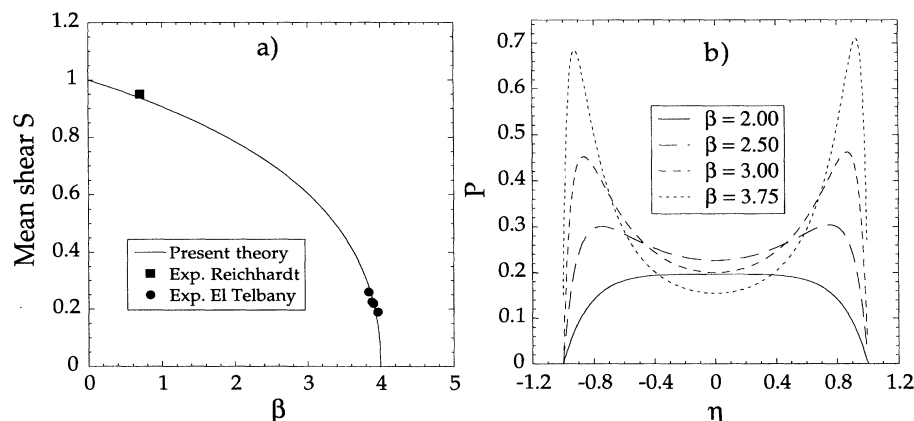 a)
Mean shear S
1
0.8
0.6
0.4
0.2
0
Present theory
Exp. Reichhardt
Exp. El Telbany
0 1 2 3 4 5
β
b)
P
0.7
0.6
0.5
0.4
0.3
0.2
0.1
0
β = 2.00
β = 2.50
β = 3.00
β = 3.75
-1.2 -0.8 -0.4 0 0.4 0.8 1.2
η